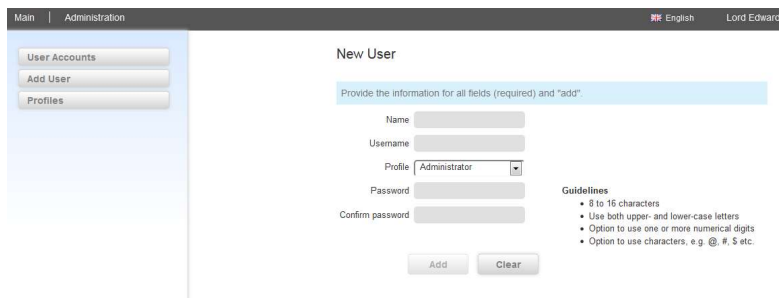 Main | Administration English Lord Edward
User Accounts
Add User
Profiles
New User
Provide the information for all fields (required) and "add".
Name
Username
Profile Administrator
Password
Confirm password
Guidelines
• 8 to 16 characters
• Use both upper- and lower-case letters
• Option to use one or more numerical digits
• Option to use characters, e.g. @, #, $ etc.
Add Clear